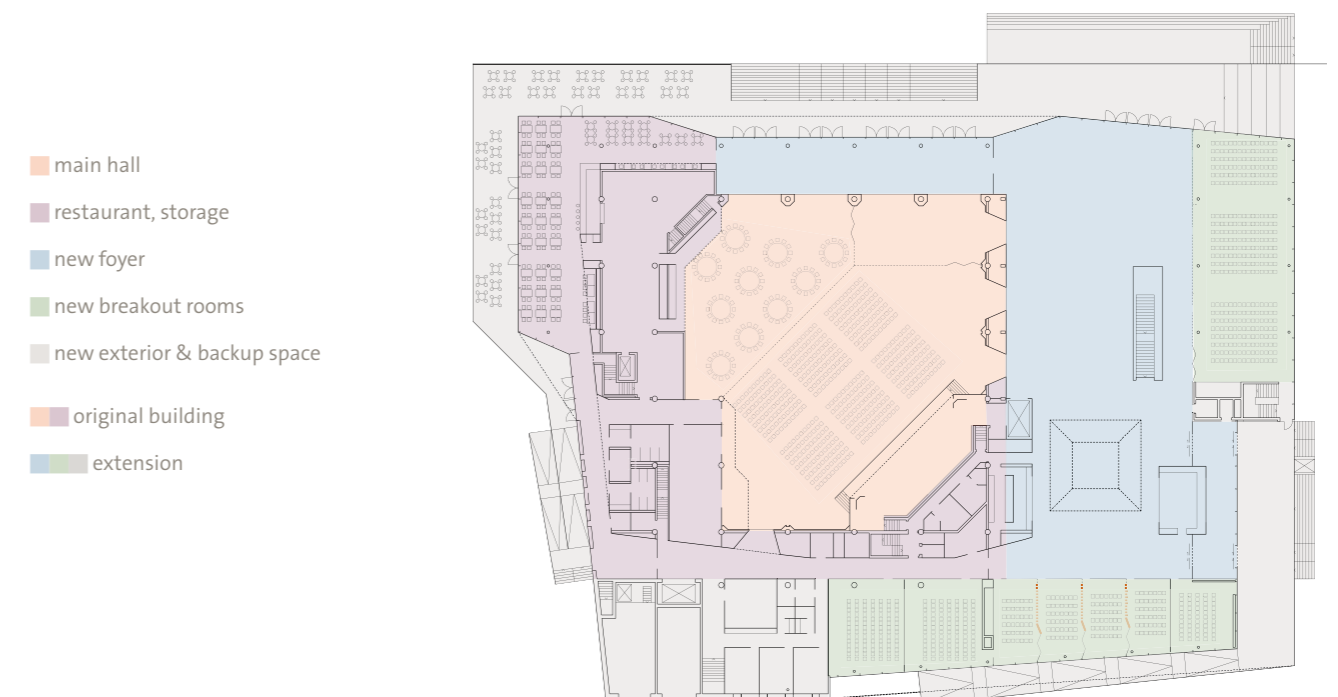 main hall
restaurant, storage
new foyer
new breakout rooms
new exterior & backup space
original building
extension